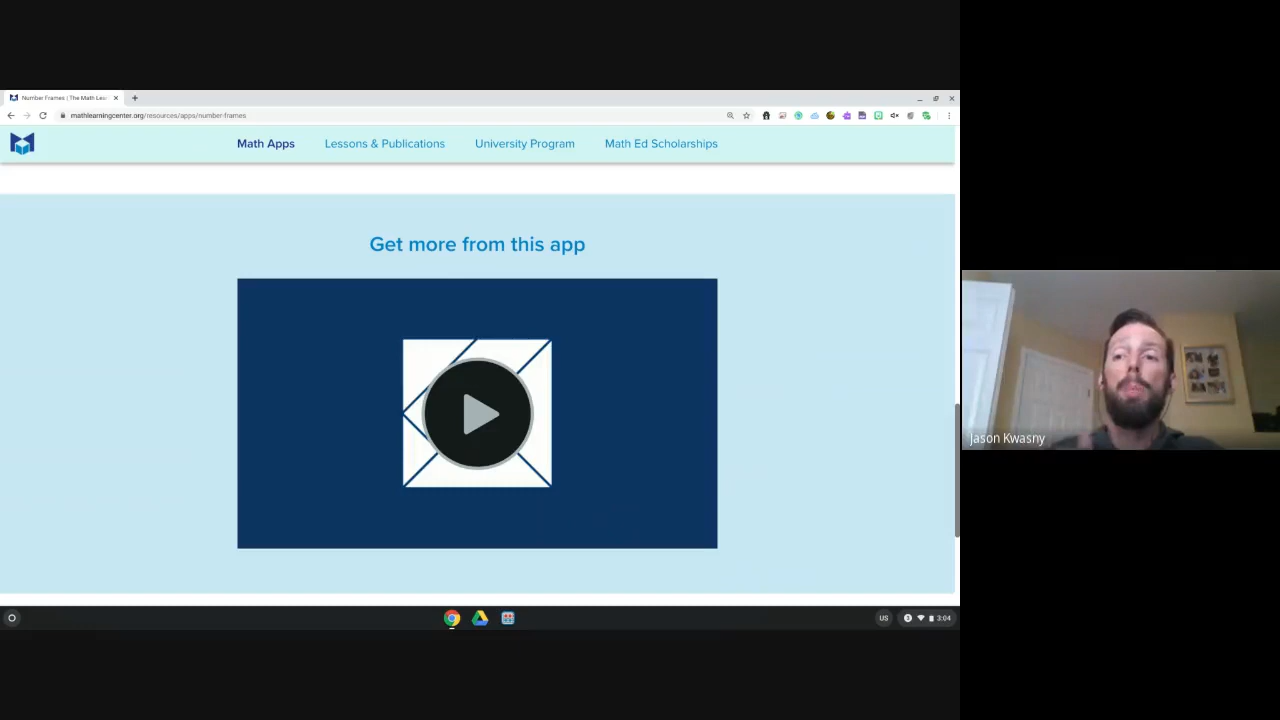 Number Frames | The Math Lea
mathlearningcenter.org/resources/apps/number-frames
Math Apps
Lessons & Publications
University Program
Math Ed Scholarships
Get more from this app
Jason Kwasny
US
3:04